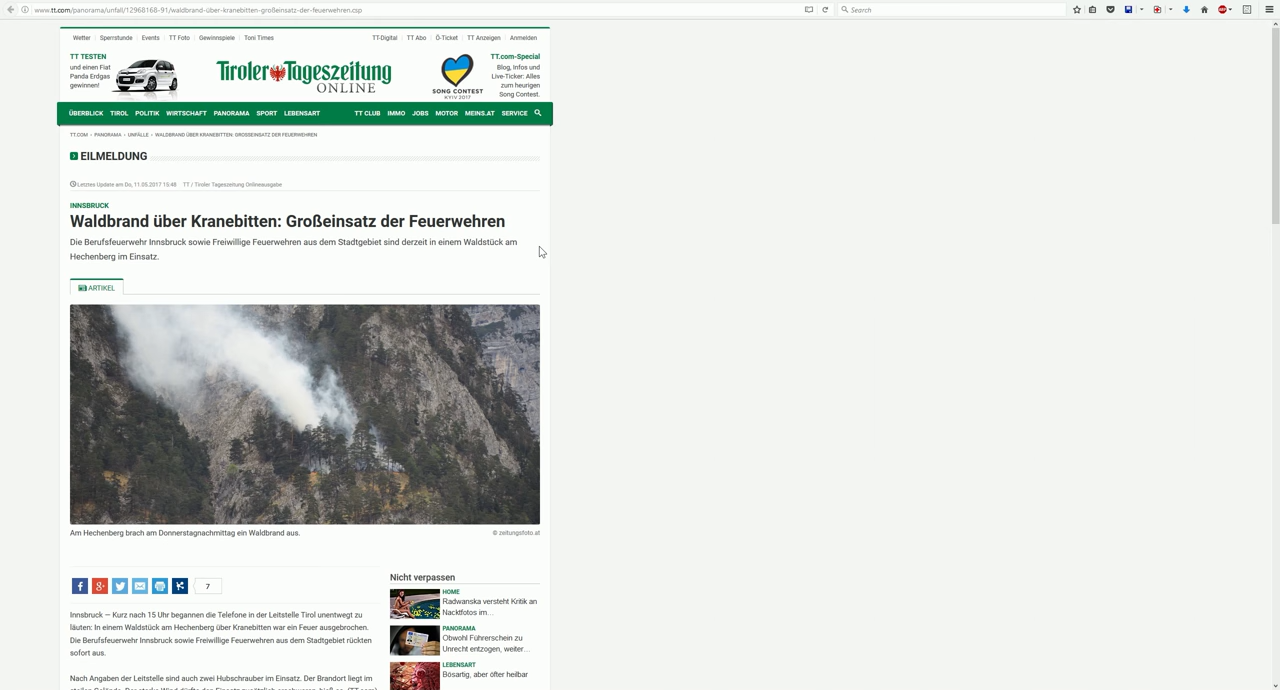 www.tt.com/panorama/unfall/12968168-91/waldbrand-über-kranebitten-großeinsatz-der-feuerwehren.csp
Search
Wetter Sperrstunde Events TT Foto Gewinnspiele Toni Times
TT-Digital TT Abo Ö-Ticket TT Anzeigen Anmelden
TT TESTEN
und einen Fiat
Panda Erdgas
gewinnen!
Tiroler Tageszeitung
ONLINE
SONG CONTEST
KYIV 2017
TT.com-Special
Blog, Infos und
Live-Ticker: Alles
zum heurigen
Song Contest.
ÜBERBLICK TIROL POLITIK WIRTSCHAFT PANORAMA SPORT LEBENSART
TT CLUB IMMO JOBS MOTOR MEINS.AT SERVICE
TT.COM › PANORAMA › UNFÄLLE › WALDBRAND ÜBER KRANEBITTEN: GROSSEINSATZ DER FEUERWEHREN
EILMELDUNG
Letztes Update am Do, 11.05.2017 15:48 TT / Tiroler Tageszeitung Onlineausgabe
INNSBRUCK
Waldbrand über Kranebitten: Großeinsatz der Feuerwehren
Die Berufsfeuerwehr Innsbruck sowie Freiwillige Feuerwehren aus dem Stadtgebiet sind derzeit in einem Waldstück am
Hechenberg im Einsatz.
ARTIKEL
Am Hechenberg brach am Donnerstagnachmittag ein Waldbrand aus.
© zeitungsfoto.at
7
Innsbruck — Kurz nach 15 Uhr begannen die Telefone in der Leitstelle Tirol unentwegt zu
läuten: In einem Waldstück am Hechenberg über Kranebitten war ein Feuer ausgebrochen.
Die Berufsfeuerwehr Innsbruck sowie Freiwillige Feuerwehren aus dem Stadtgebiet rückten
sofort aus.
Nach Angaben der Leitstelle sind auch zwei Hubschrauber im Einsatz. Der Brandort liegt im
Nicht verpassen
HOME
Radwanska versteht Kritik an
Nacktfotos im...
PANORAMA
Obwohl Führerschein zu
Unrecht entzogen, weiter...
LEBENSART
Bösartig, aber öfter heilbar